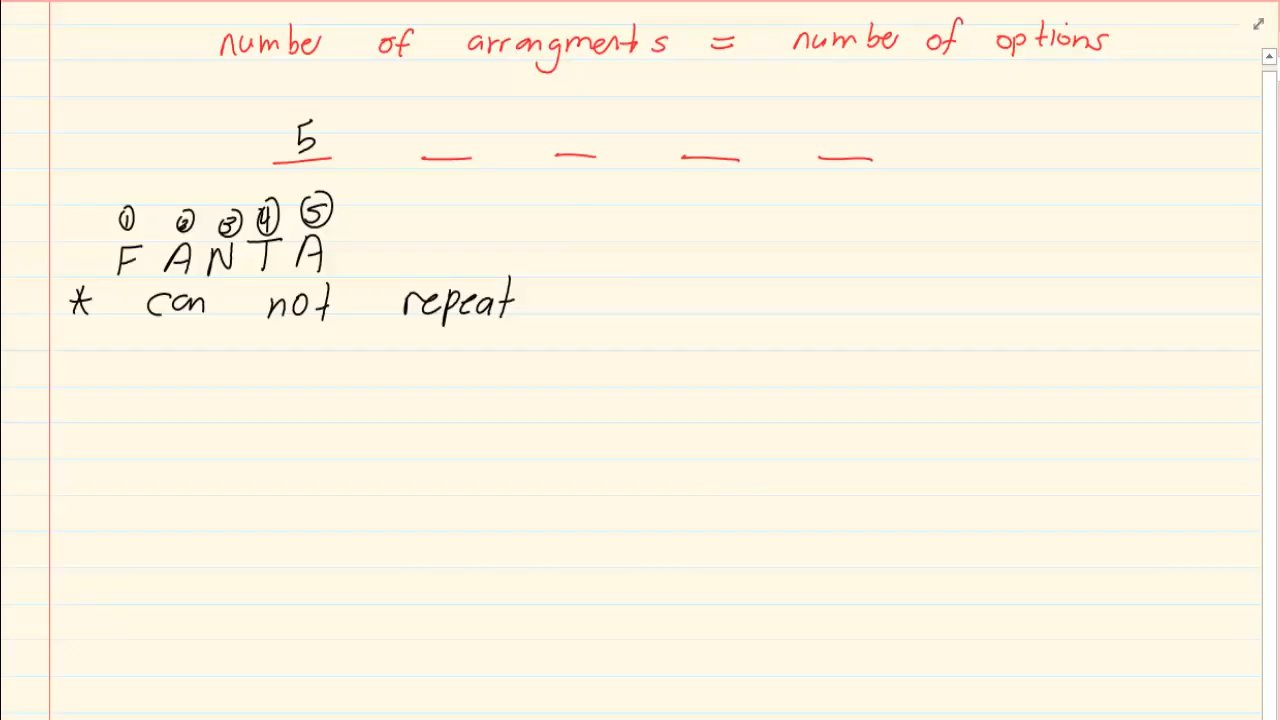 number of arrangments = number of options
5
① ② ③ ④ ⑤
F A N T A
* can not repeat